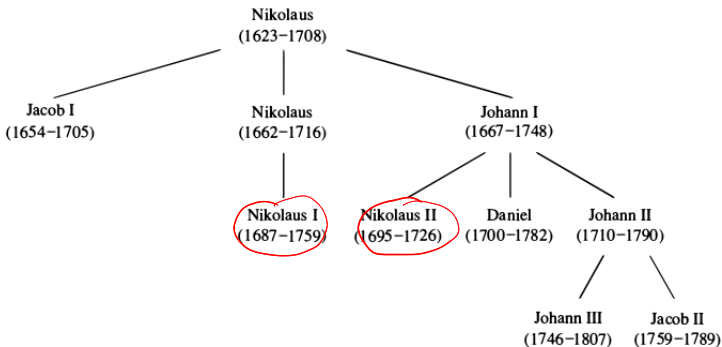 Nikolaus
(1623–1708)
Jacob I
(1654–1705)
Nikolaus
(1662–1716)
Johann I
(1667–1748)
Nikolaus I
(1687–1759)
Nikolaus II
(1695–1726)
Daniel
(1700–1782)
Johann II
(1710–1790)
Johann III
(1746–1807)
Jacob II
(1759–1789)